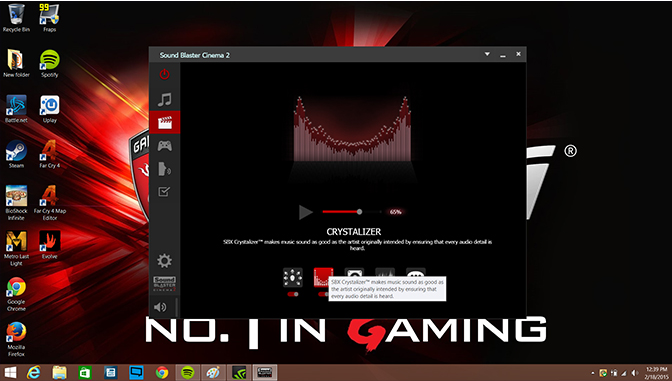 Recycle Bin
Fraps
99
New folder
Spotify
Battle.net
Uplay
Steam
Far Cry 4
BioShock
Infinite
Far Cry 4 Map
Editor
Metro Last
Light
Evolve
Google
Chrome
Mozilla
Firefox
Sound Blaster Cinema 2
65%
CRYSTALIZER
SBX Crystalizer™ makes music sound as good as the artist originally intended by ensuring that every audio detail is
heard.
SBX Crystalizer™ makes music sound as good as
the artist originally intended by ensuring that
every audio detail is heard.
Sound
BLASTER
CINEMA 2
®
NO.1 IN GAMING
12:39 PM
2/18/2015